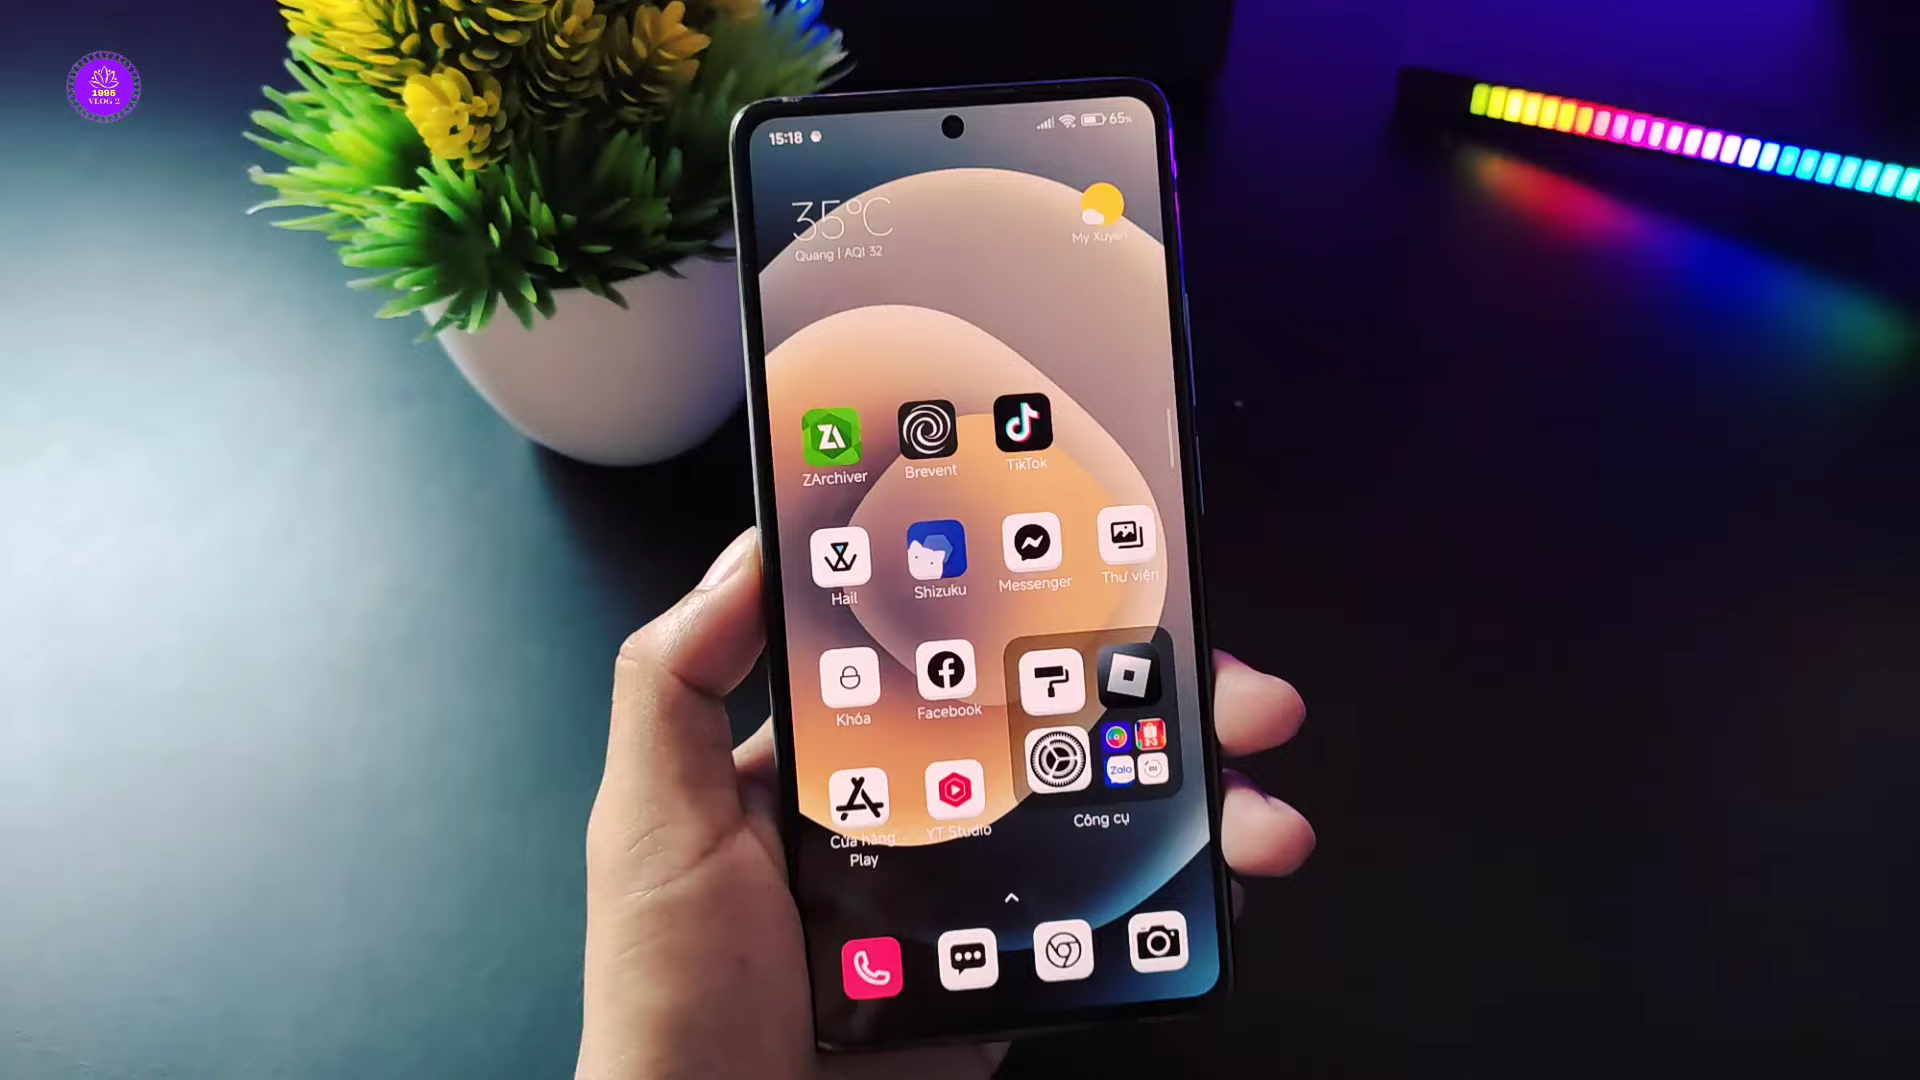 1995
VLOG 2
15:18
65%
35°C
Quang | AQI 32
My Xuyen
ZArchiver
Brevent
TikTok
Hail
Shizuku
Messenger
Thư viện
Khóa
Facebook
Zalo
Cửa hàng
Play
YT Studio
Công cụ